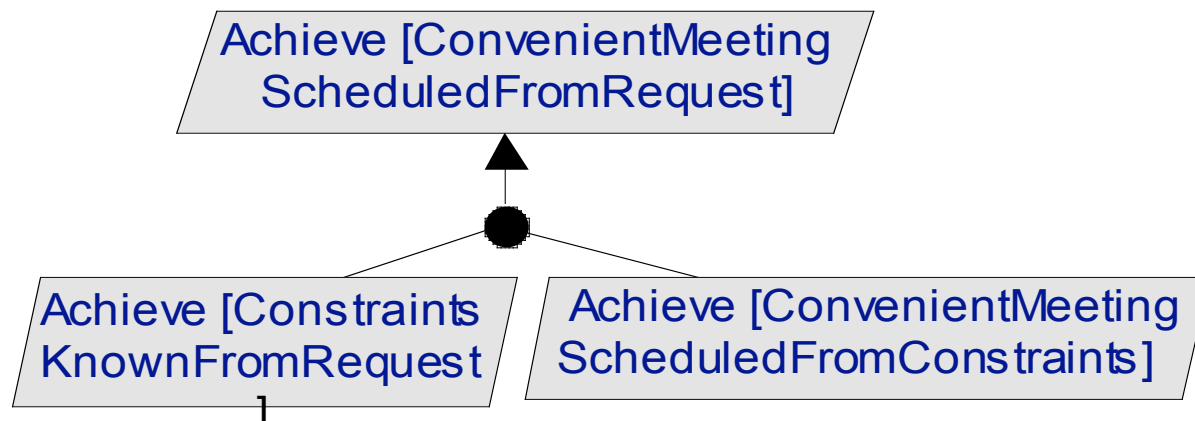 Achieve [ConvenientMeeting
ScheduledFromRequest]
Achieve [Constraints
KnownFromRequest
]
Achieve [ConvenientMeeting
ScheduledFromConstraints]